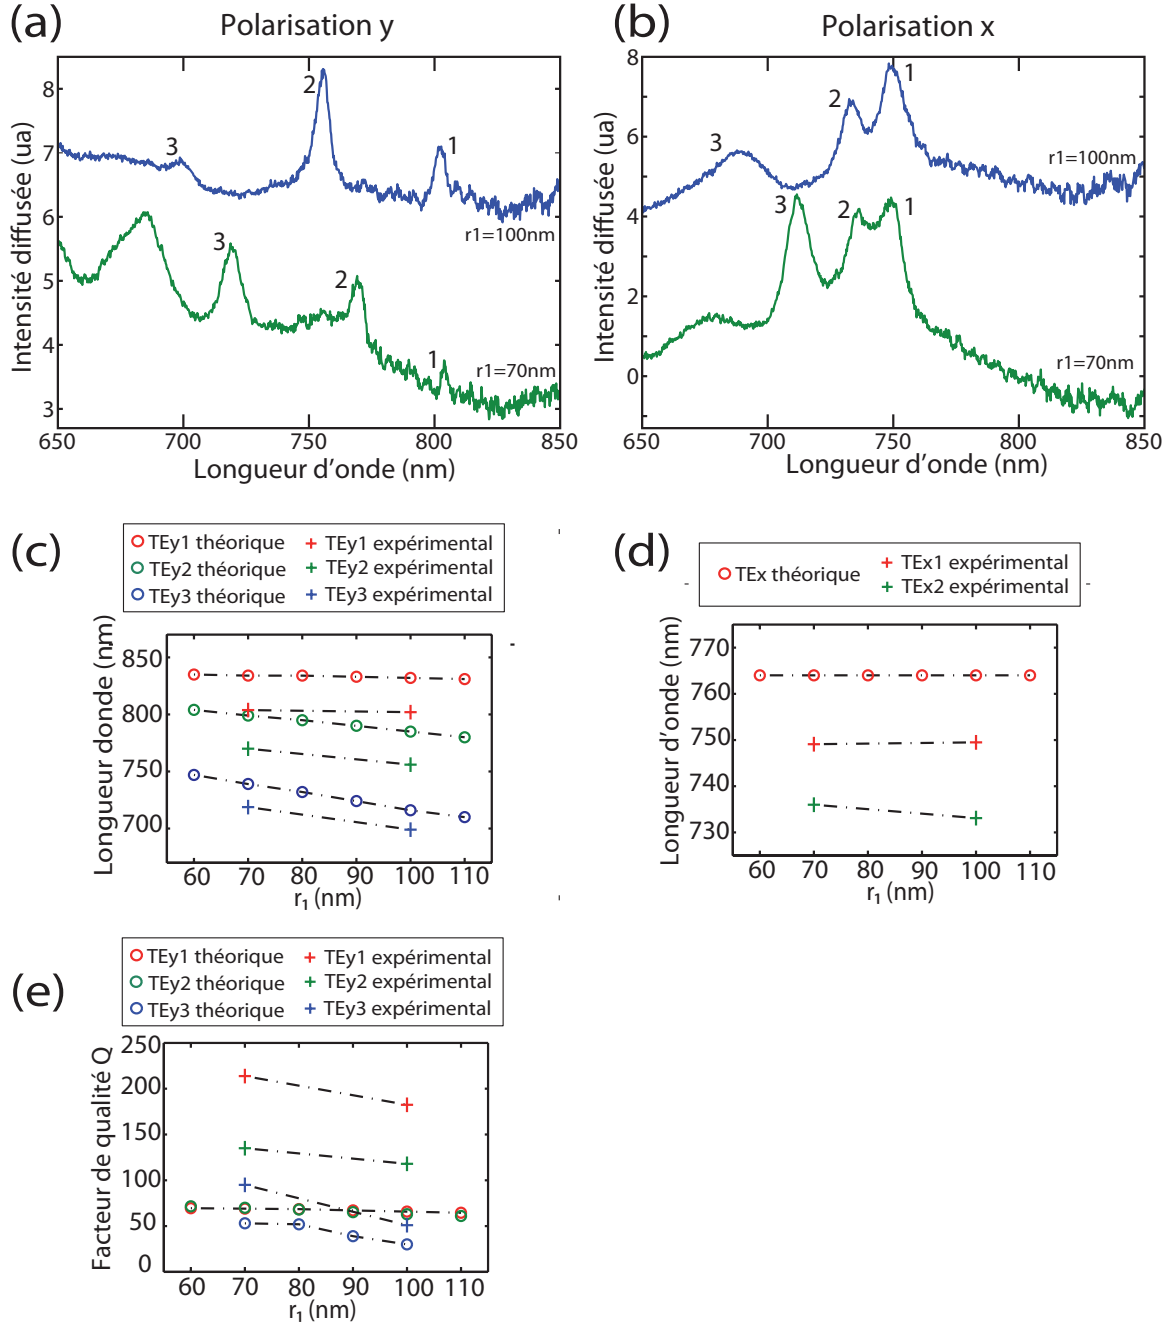 (a) Polarisation y
Intensité diffusée (ua)
8
7
6
5
4
3
3
2
1
r1=100nm
3
2
1
r1=70nm
650 700 750 800 850
Longueur d'onde (nm)
(b) Polarisation x
Intensité diffusée (ua)
8
6
4
2
0
3
2
1
r1=100nm
3
2
1
r1=70nm
650 700 750 800 850
Longueur d'onde (nm)
(c)
TEy1 théorique TEy1 expérimental
TEy2 théorique TEy2 expérimental
TEy3 théorique TEy3 expérimental
Longueur donde (nm)
850
800
750
700
60 70 80 90 100 110
r1 (nm)
(d)
TEx théorique
TEx1 expérimental
TEx2 expérimental
Longueur d'onde (nm)
770
760
750
740
730
60 70 80 90 100 110
r1 (nm)
(e)
TEy1 théorique TEy1 expérimental
TEy2 théorique TEy2 expérimental
TEy3 théorique TEy3 expérimental
Facteur de qualité Q
250
200
150
100
50
0
60 70 80 90 100 110
r1 (nm)